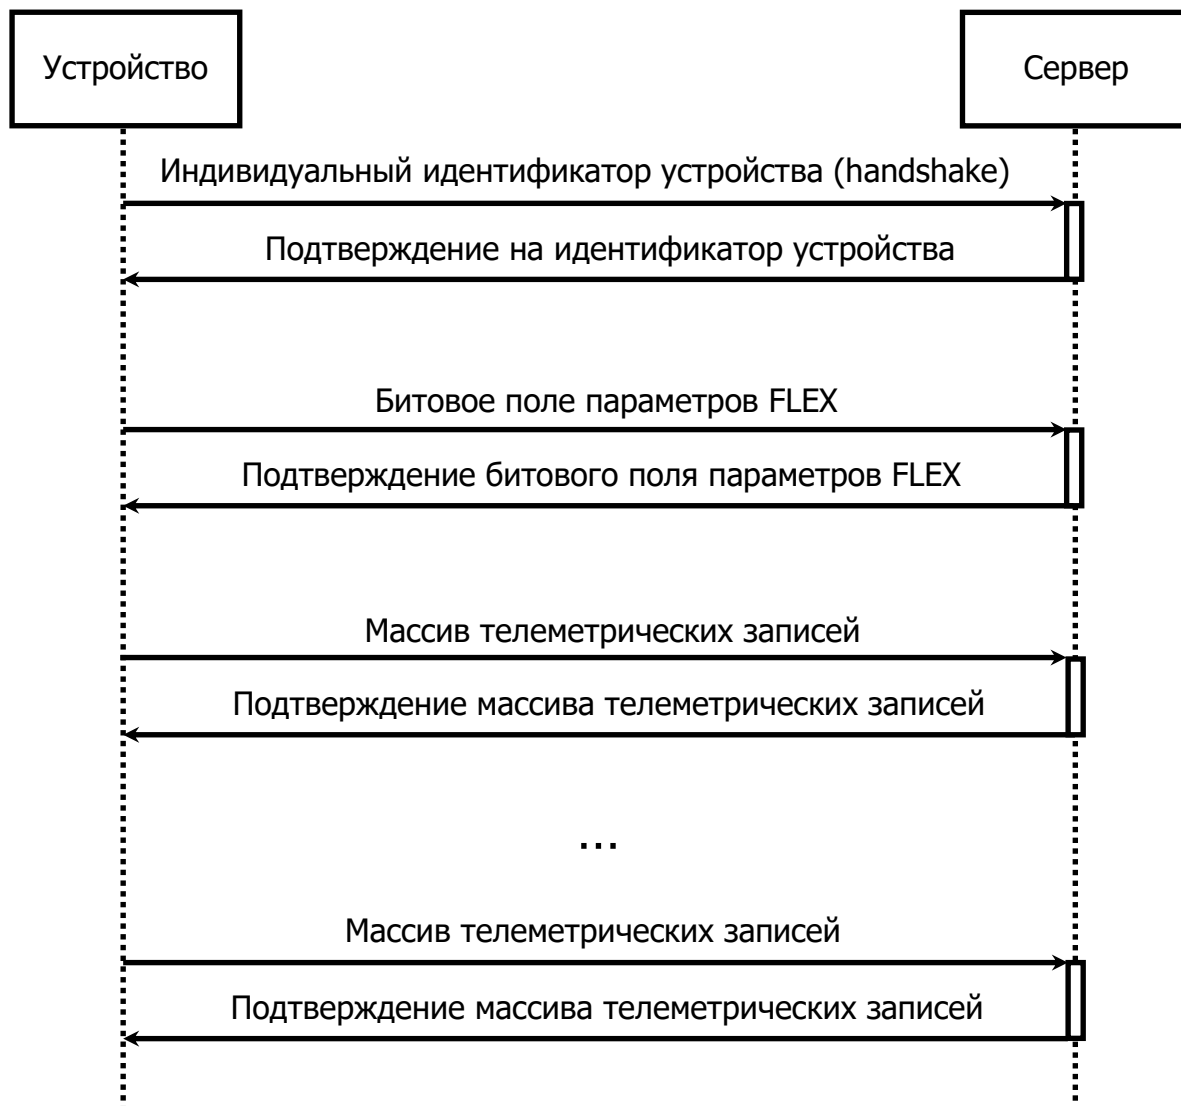 Устройство
Сервер
Индивидуальный идентификатор устройства (handshake)
Подтверждение на идентификатор устройства
Битовое поле параметров FLEX
Подтверждение битового поля параметров FLEX
Массив телеметрических записей
Подтверждение массива телеметрических записей
...
Массив телеметрических записей
Подтверждение массива телеметрических записей